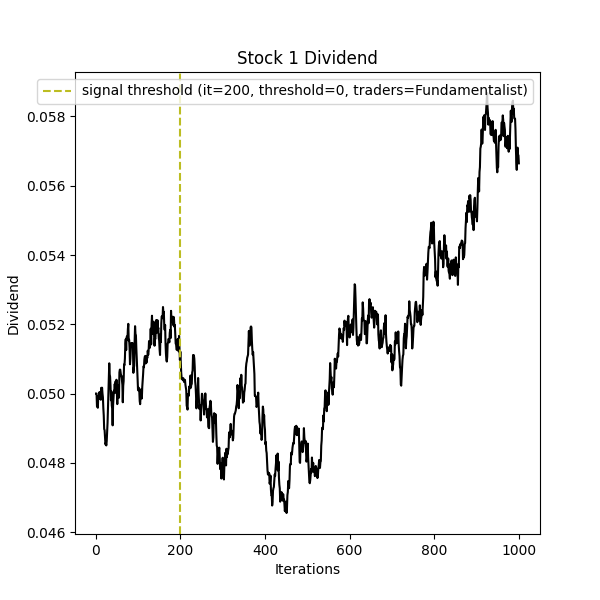 Stock 1 Dividend
signal threshold (it=200, threshold=0, traders=Fundamentalist)
0.058
0.056
0.054
0.052
0.050
0.048
0.046
Dividend
0 200 400 600 800 1000
Iterations